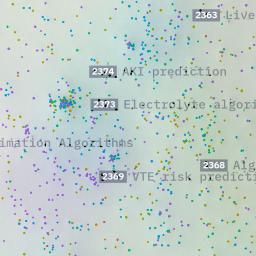 2363 Live
2374 AKI prediction
2373 Electrolyte algori
imation Algorithms
2368 Alg
2369 VTE risk predicti